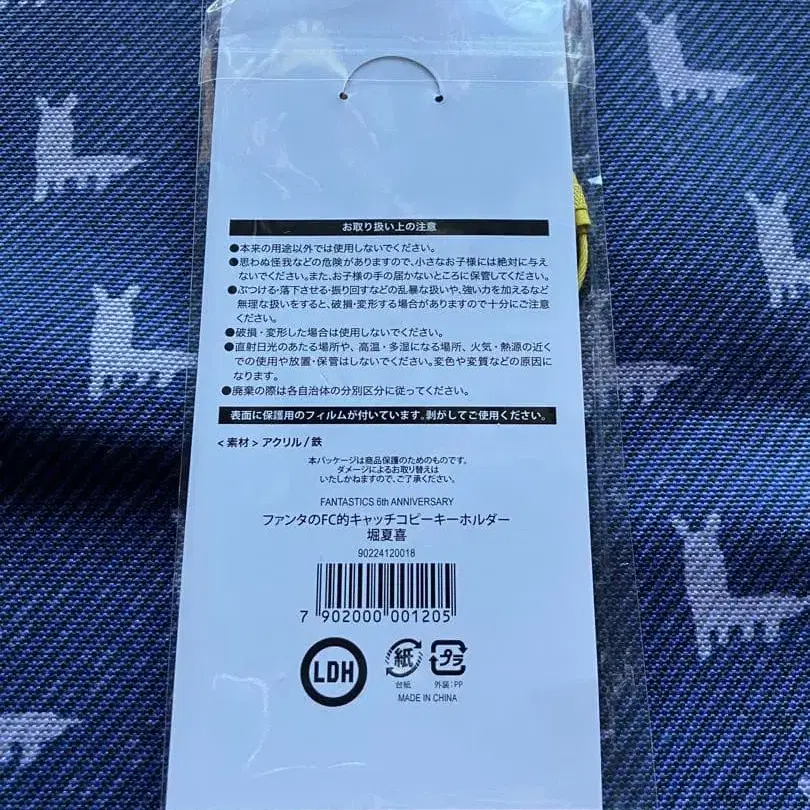 お取り扱い上の注意
●本来の用途以外では使用しないでください。
●思わぬ怪我などの危険がありますので、小さなお子様には絶対に与え
ないでください。また、お子様の手の届かないところに保管してください。
●ぶつける・落下させる・振り回すなどの乱暴な扱いや、強い力を加えるなど
無理な扱いをすると、破損・変形する場合がありますので十分にご注意
ください。
●破損・変形した場合は使用しないでください。
●直射日光のあたる場所や、高温・多湿になる場所、火気・熱源の近く
での使用や放置・保管はしないでください。変色や変質などの原因に
なります。
●廃棄の際は各自治体の分別区分に従ってください。
表面に保護用のフィルムが付いています。剥がしてご使用ください。
<素材>アクリル/鉄
本パッケージは商品保護のためのものです。
ダメージによるお取り替えは
いたしかねますので、ご了承ください。
FANTASTICS 6th ANNIVERSARY
ファンタのFC的キャッチコピーキーホルダー
堀夏喜
90224120018
7 902000 001205
LDH
紙 プラ
台紙 外装:PP
MADE IN CHINA